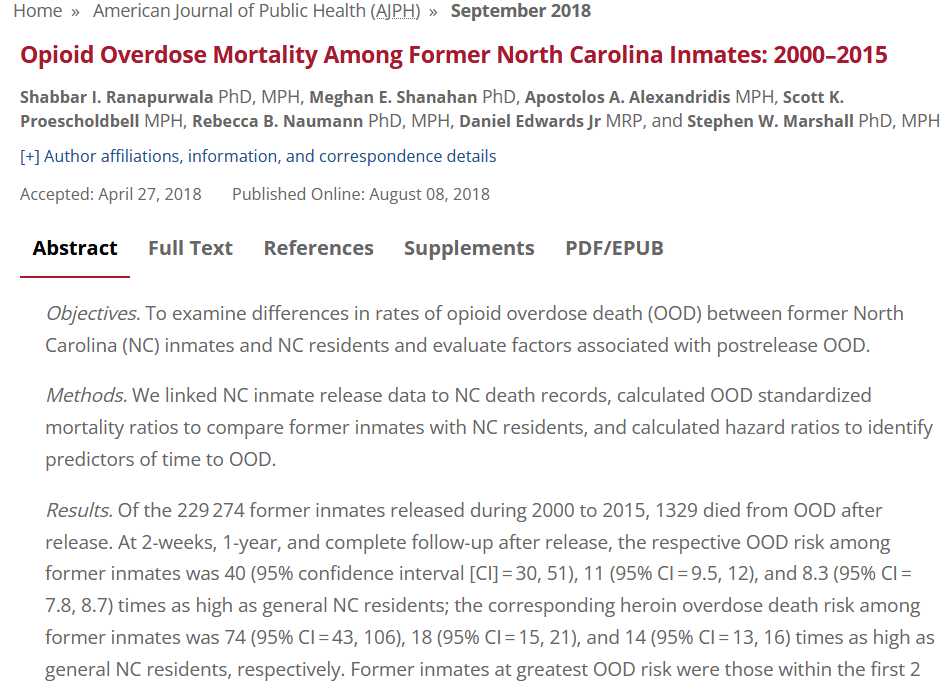 Home » American Journal of Public Health (AJPH) » September 2018
Opioid Overdose Mortality Among Former North Carolina Inmates: 2000–2015
Shabbar I. Ranapurwala PhD, MPH, Meghan E. Shanahan PhD, Apostolos A. Alexandridis MPH, Scott K.
Proescholdbell MPH, Rebecca B. Naumann PhD, MPH, Daniel Edwards Jr MRP, and Stephen W. Marshall PhD, MPH
[+] Author affiliations, information, and correspondence details
Accepted: April 27, 2018 Published Online: August 08, 2018
Abstract Full Text References Supplements PDF/EPUB
Objectives. To examine differences in rates of opioid overdose death (OOD) between former North
Carolina (NC) inmates and NC residents and evaluate factors associated with postrelease OOD.
Methods. We linked NC inmate release data to NC death records, calculated OOD standardized
mortality ratios to compare former inmates with NC residents, and calculated hazard ratios to identify
predictors of time to OOD.
Results. Of the 229 274 former inmates released during 2000 to 2015, 1329 died from OOD after
release. At 2-weeks, 1-year, and complete follow-up after release, the respective OOD risk among
former inmates was 40 (95% confidence interval [CI] = 30, 51), 11 (95% CI = 9.5, 12), and 8.3 (95% CI =
7.8, 8.7) times as high as general NC residents; the corresponding heroin overdose death risk among
former inmates was 74 (95% CI = 43, 106), 18 (95% CI = 15, 21), and 14 (95% CI = 13, 16) times as high as
general NC residents, respectively. Former inmates at greatest OOD risk were those within the first 2